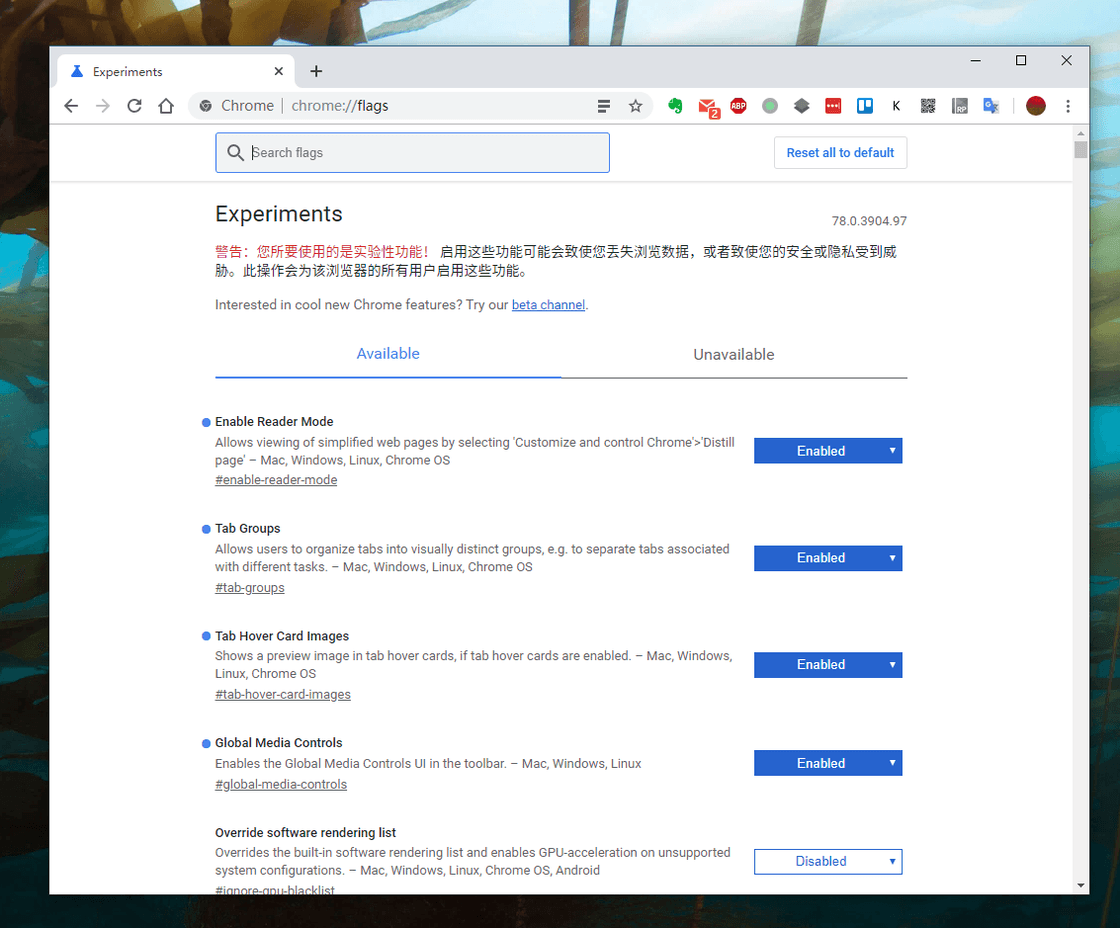 Experiments
Chrome | chrome://flags
2
ABP
K
RP
Search flags
Reset all to default
Experiments
78.0.3904.97
警告：您所要使用的是实验性功能！ 启用这些功能可能会致使您丢失浏览数据，或者致使您的安全或隐私受到威
胁。此操作会为该浏览器的所有用户启用这些功能。
Interested in cool new Chrome features? Try our beta channel.
Available
Unavailable
Enable Reader Mode
Allows viewing of simplified web pages by selecting 'Customize and control Chrome'>'Distill
page' – Mac, Windows, Linux, Chrome OS
#enable-reader-mode
Enabled
Tab Groups
Allows users to organize tabs into visually distinct groups, e.g. to separate tabs associated
with different tasks. – Mac, Windows, Linux, Chrome OS
#tab-groups
Enabled
Tab Hover Card Images
Shows a preview image in tab hover cards, if tab hover cards are enabled. – Mac, Windows,
Linux, Chrome OS
#tab-hover-card-images
Enabled
Global Media Controls
Enables the Global Media Controls UI in the toolbar. – Mac, Windows, Linux
#global-media-controls
Enabled
Override software rendering list
Overrides the built-in software rendering list and enables GPU-acceleration on unsupported
system configurations. – Mac, Windows, Linux, Chrome OS, Android
#ignore-gpu-blacklist
Disabled